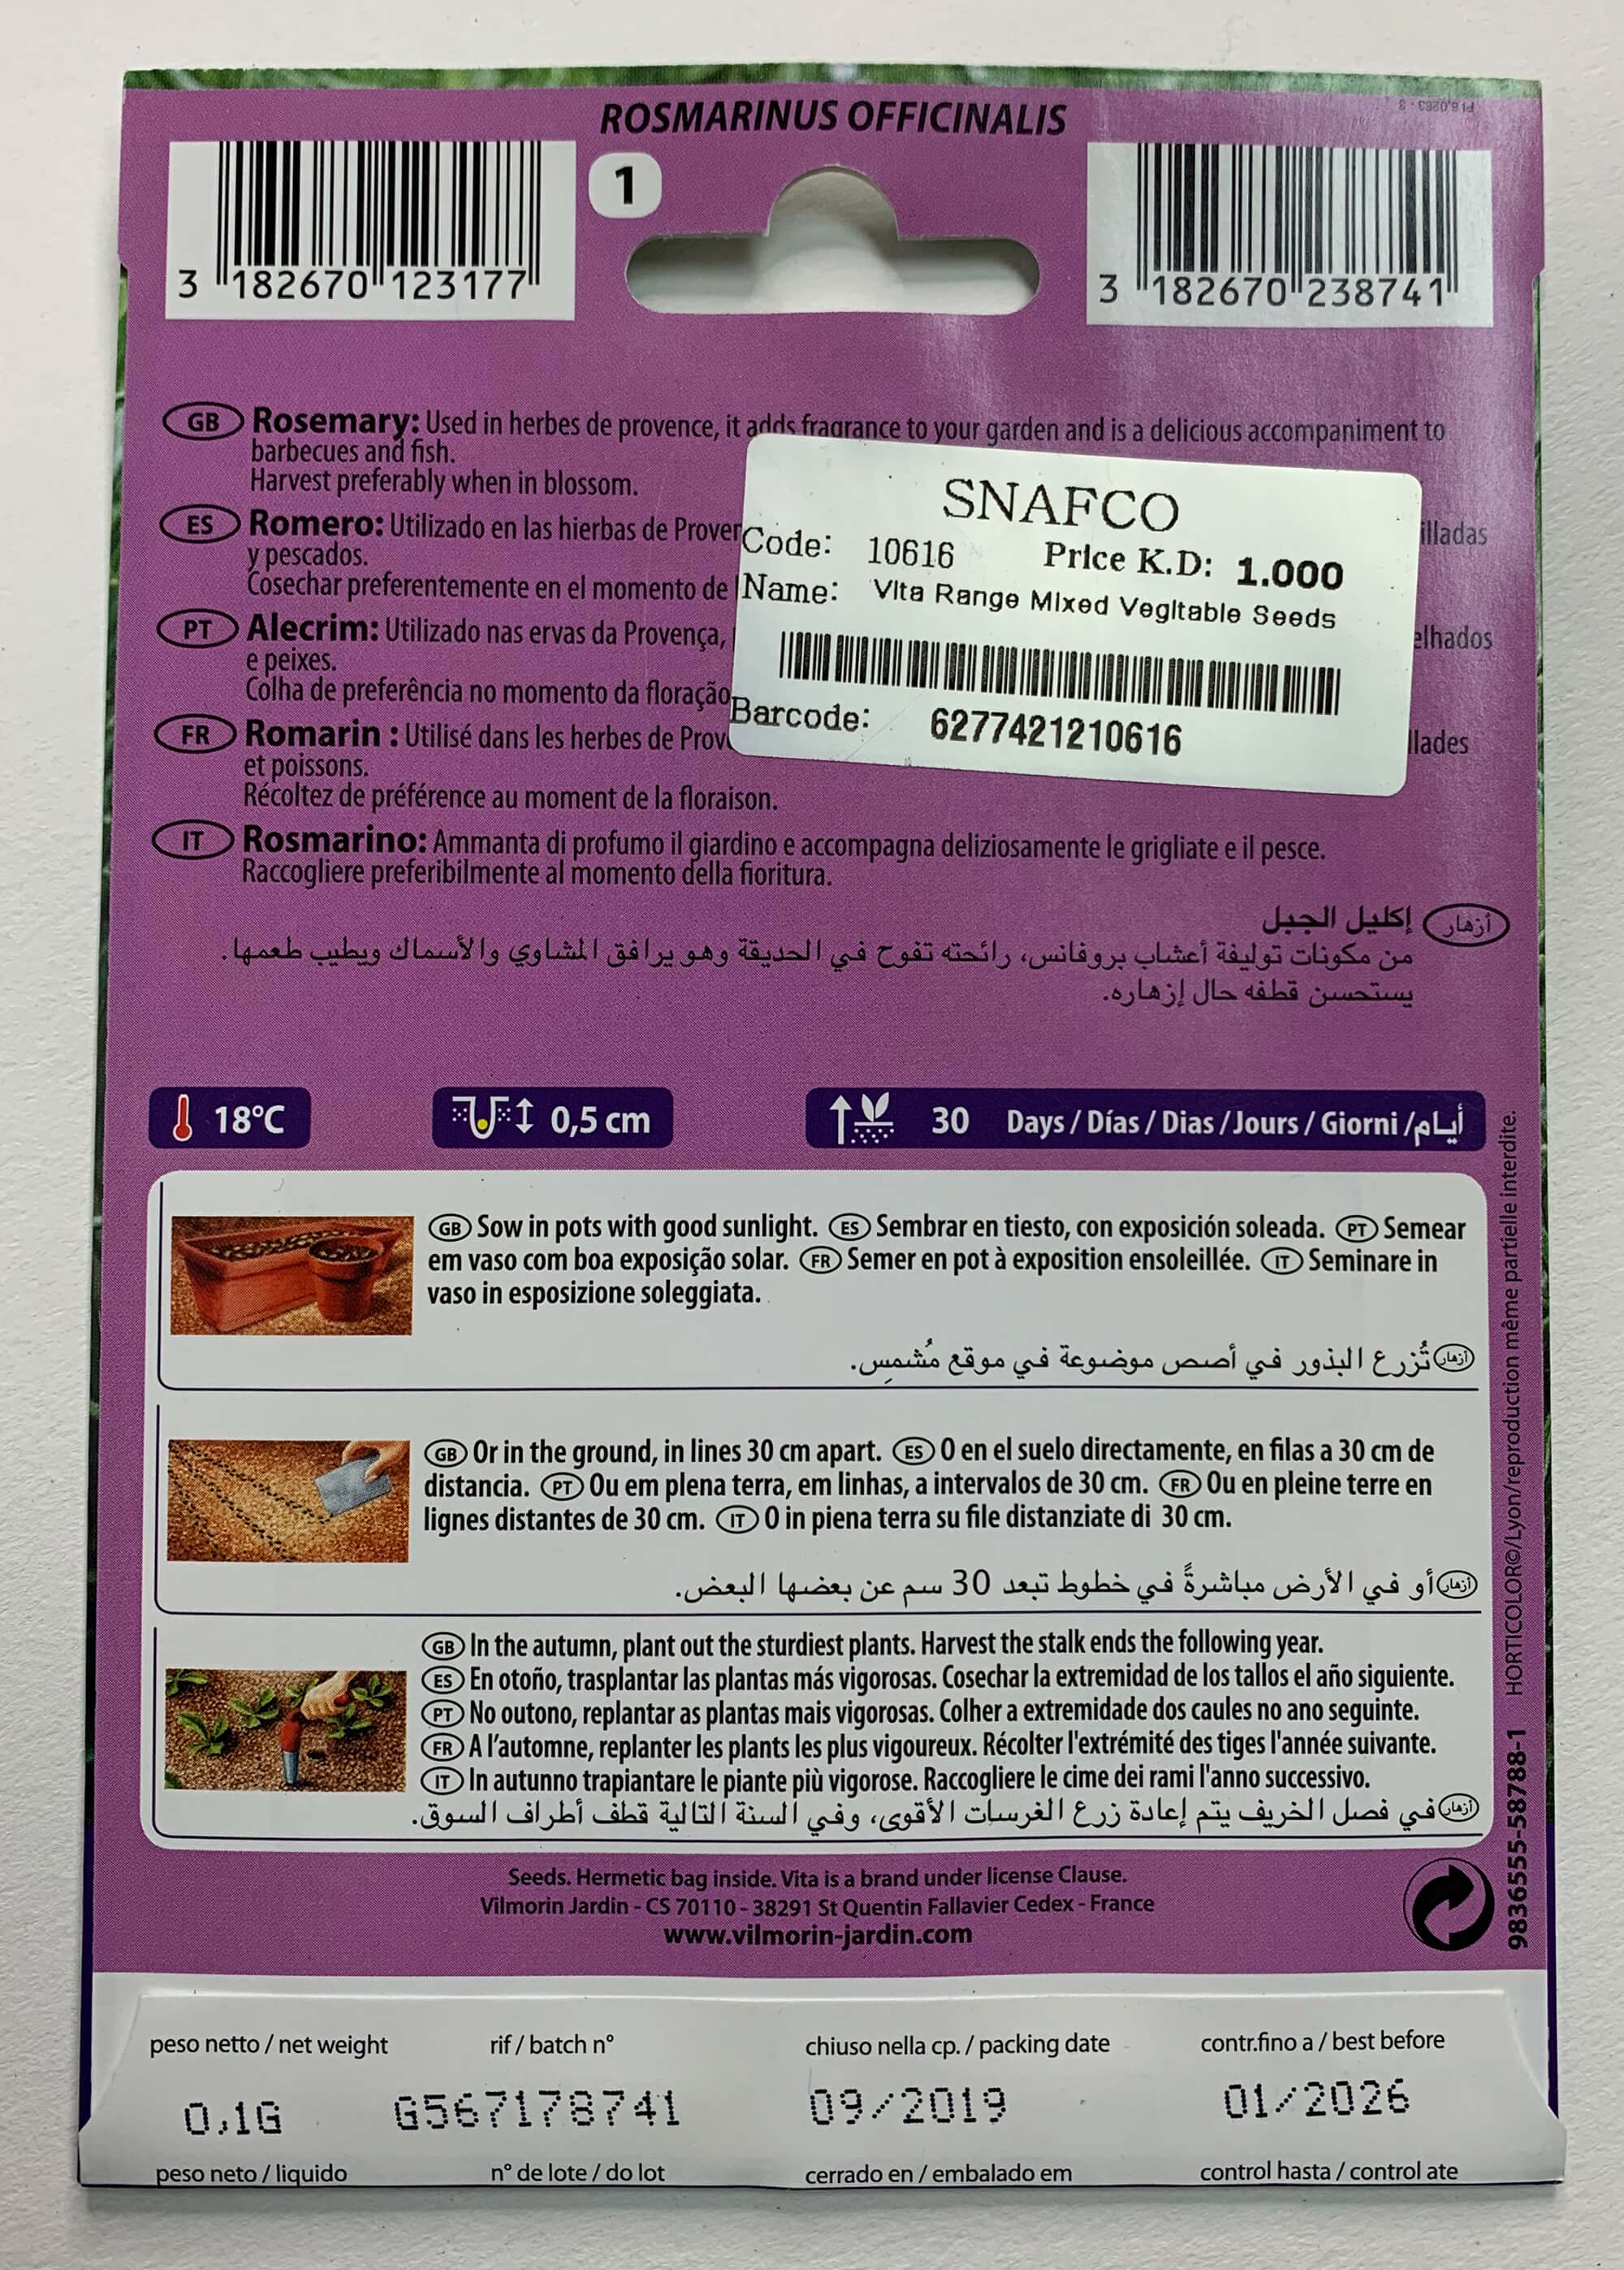 PI 8.0263 - 3
ROSMARINUS OFFICINALIS
1
3 182670 123177
3 182670 238741
GB Rosemary: Used in herbes de provence, it adds fragrance to your garden and is a delicious accompaniment to
barbecues and fish.
Harvest preferably when in blossom.
ES Romero: Utilizado en las hierbas de
y pescados.
Cosechar preferentemente en el momento de
PT Alecrim: Utilizado nas ervas da Provença,
e peixes.
Colha de preferência no momento da floração
FR Romarin : Utilisé dans les herbes de
et poissons.
Récoltez de préférence au moment de la floraison.
IT Rosmarino: Ammanta di profumo il giardino e accompagna deliziosamente le grigliate e il pesce.
Raccogliere preferibilmente al momento della fioritura.
SNAFCO
Code: 10616 Price K.D: 1.000
Name: Vita Range Mixed Vegitable Seeds
Barcode: 6277421210616
أزهار إكليل الجبل
من مكونات توليفة أعشاب بروفانس، رائحته تفوح في الحديقة وهو يرافق المشاوي والأسماك ويطيب طعمها.
يستحسن قطفه حال إزهاره.
18°C
0,5 cm
30 Days / Días / Dias / Jours / Giorni / أيام
GB Sow in pots with good sunlight. ES Sembrar en tiesto, con exposición soleada. PT Semear
em vaso com boa exposição solar. FR Semer en pot à exposition ensoleillée. IT Seminare in
vaso in esposizione soleggiata.
أزهار تُزرع البذور في أصص موضوعة في موقع مُشمِس.
GB Or in the ground, in lines 30 cm apart. ES O en el suelo directamente, en filas a 30 cm de
distancia. PT Ou em plena terra, em linhas, a intervalos de 30 cm. FR Ou en pleine terre en
lignes distantes de 30 cm. IT O in piena terra su file distanziate di 30 cm.
أزهار أو في الأرض مباشرةً في خطوط تبعد 30 سم عن بعضها البعض.
GB In the autumn, plant out the sturdiest plants. Harvest the stalk ends the following year.
ES En otoño, trasplantar las plantas más vigorosas. Cosechar la extremidad de los tallos el año siguiente.
PT No outono, replantar as plantas mais vigorosas. Colher a extremidade dos caules no ano seguinte.
FR A l'automne, replanter les plants les plus vigoureux. Récolter l'extrémité des tiges l'année suivante.
IT In autunno trapiantare le piante più vigorose. Raccogliere le cime dei rami l'anno successivo.
أزهار في فصل الخريف يتم إعادة زرع الغرسات الأقوى، وفي السنة التالية قطف أطراف السوق.
9836555-58788-1 HORTICOLOR©/Lyon/reproduction même partielle interdite.
Seeds. Hermetic bag inside. Vita is a brand under license Clause.
Vilmorin Jardin - CS 70110 - 38291 St Quentin Fallavier Cedex - France
www.vilmorin-jardin.com
peso netto / net weight rif / batch n° chiuso nella cp. / packing date contr.fino a / best before
0,1G G567178741 09/2019 01/2026
peso neto / liquido n° de lote / do lot cerrado en / embalado em control hasta / control ate